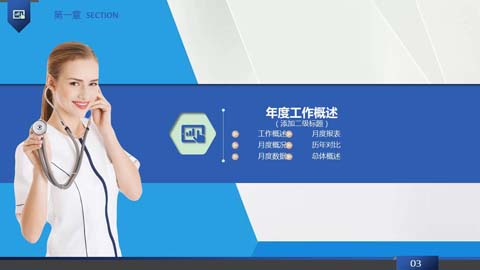 第一章 SECTION
年度工作概述
（添加二级标题）
工作概述 月度报表
月度概况 历年对比
月度数据 总体概述
03